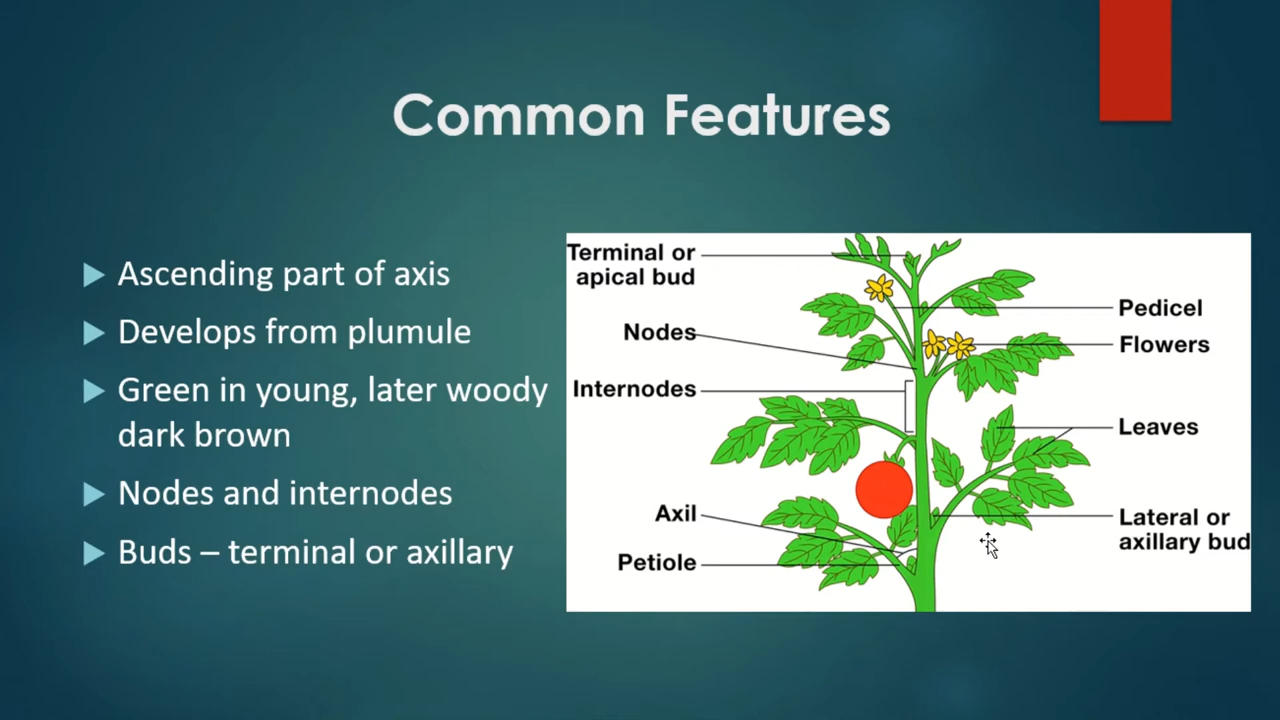 Common Features
Ascending part of axis
Develops from plumule
Green in young, later woody
dark brown
Nodes and internodes
Buds – terminal or axillary
Terminal or
apical bud
Nodes
Internodes
Axil
Petiole
Pedicel
Flowers
Leaves
Lateral or
axillary bud